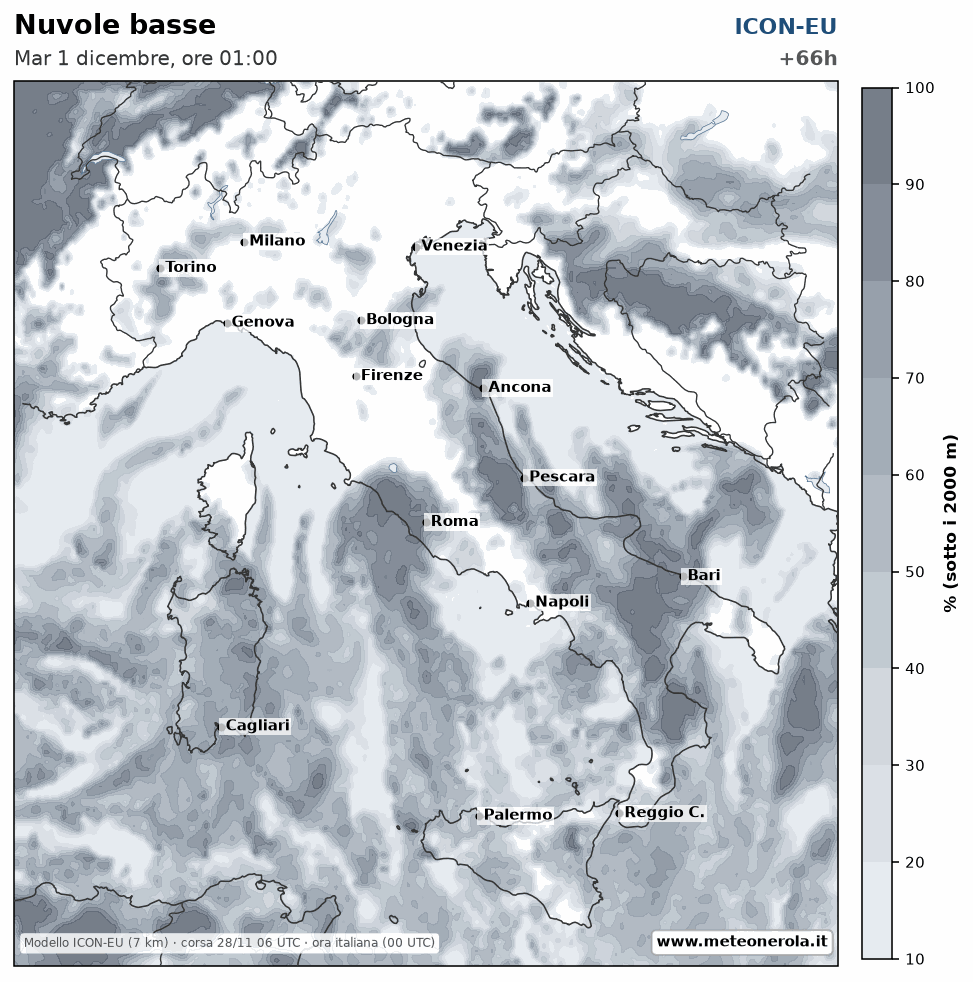 Nuvole basse
ICON-EU
Mar 1 dicembre, ore 01:00
+66h
Milano
Venezia
Torino
Genova
Bologna
Firenze
Ancona
Pescara
Roma
Bari
Napoli
Cagliari
Palermo
Reggio C.
100
90
80
70
60
50
40
30
20
10
% (sotto i 2000 m)
Modello ICON-EU (7 km) · corsa 28/11 06 UTC · ora italiana (00 UTC)
www.meteonerola.it